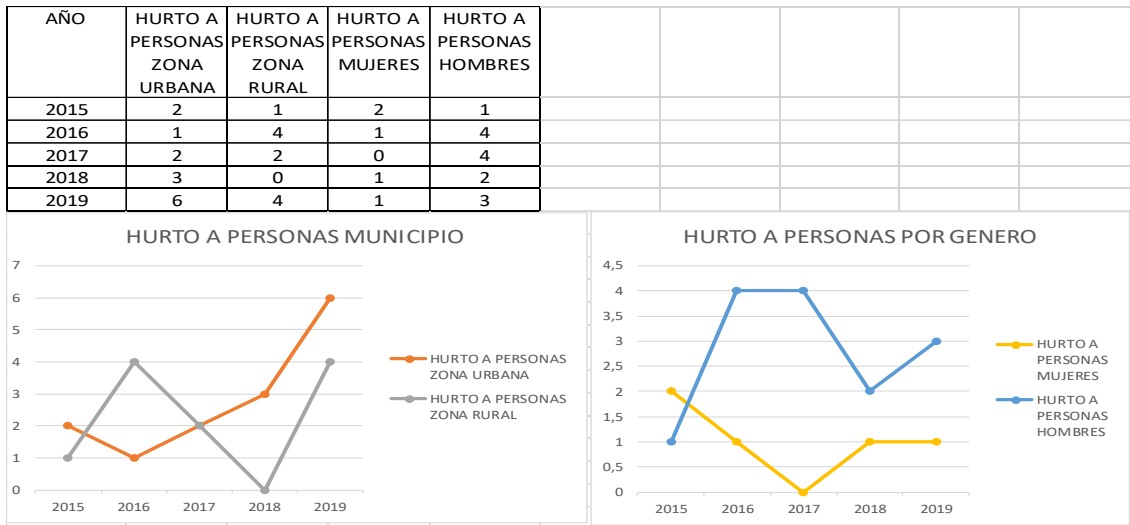 AÑO HURTO A PERSONAS ZONA URBANA HURTO A PERSONAS ZONA RURAL HURTO A PERSONAS MUJERES HURTO A PERSONAS HOMBRES
2015 2 1 2 1
2016 1 4 1 4
2017 2 2 0 4
2018 3 0 1 2
2019 6 4 1 3
HURTO A PERSONAS MUNICIPIO
7
6
5
4
3
2
1
0
2015 2016 2017 2018 2019
HURTO A PERSONAS
ZONA URBANA
HURTO A PERSONAS
ZONA RURAL
HURTO A PERSONAS POR GENERO
4,5
4
3,5
3
2,5
2
1,5
1
0,5
0
2015 2016 2017 2018 2019
HURTO A
PERSONAS
MUJERES
HURTO A
PERSONAS
HOMBRES